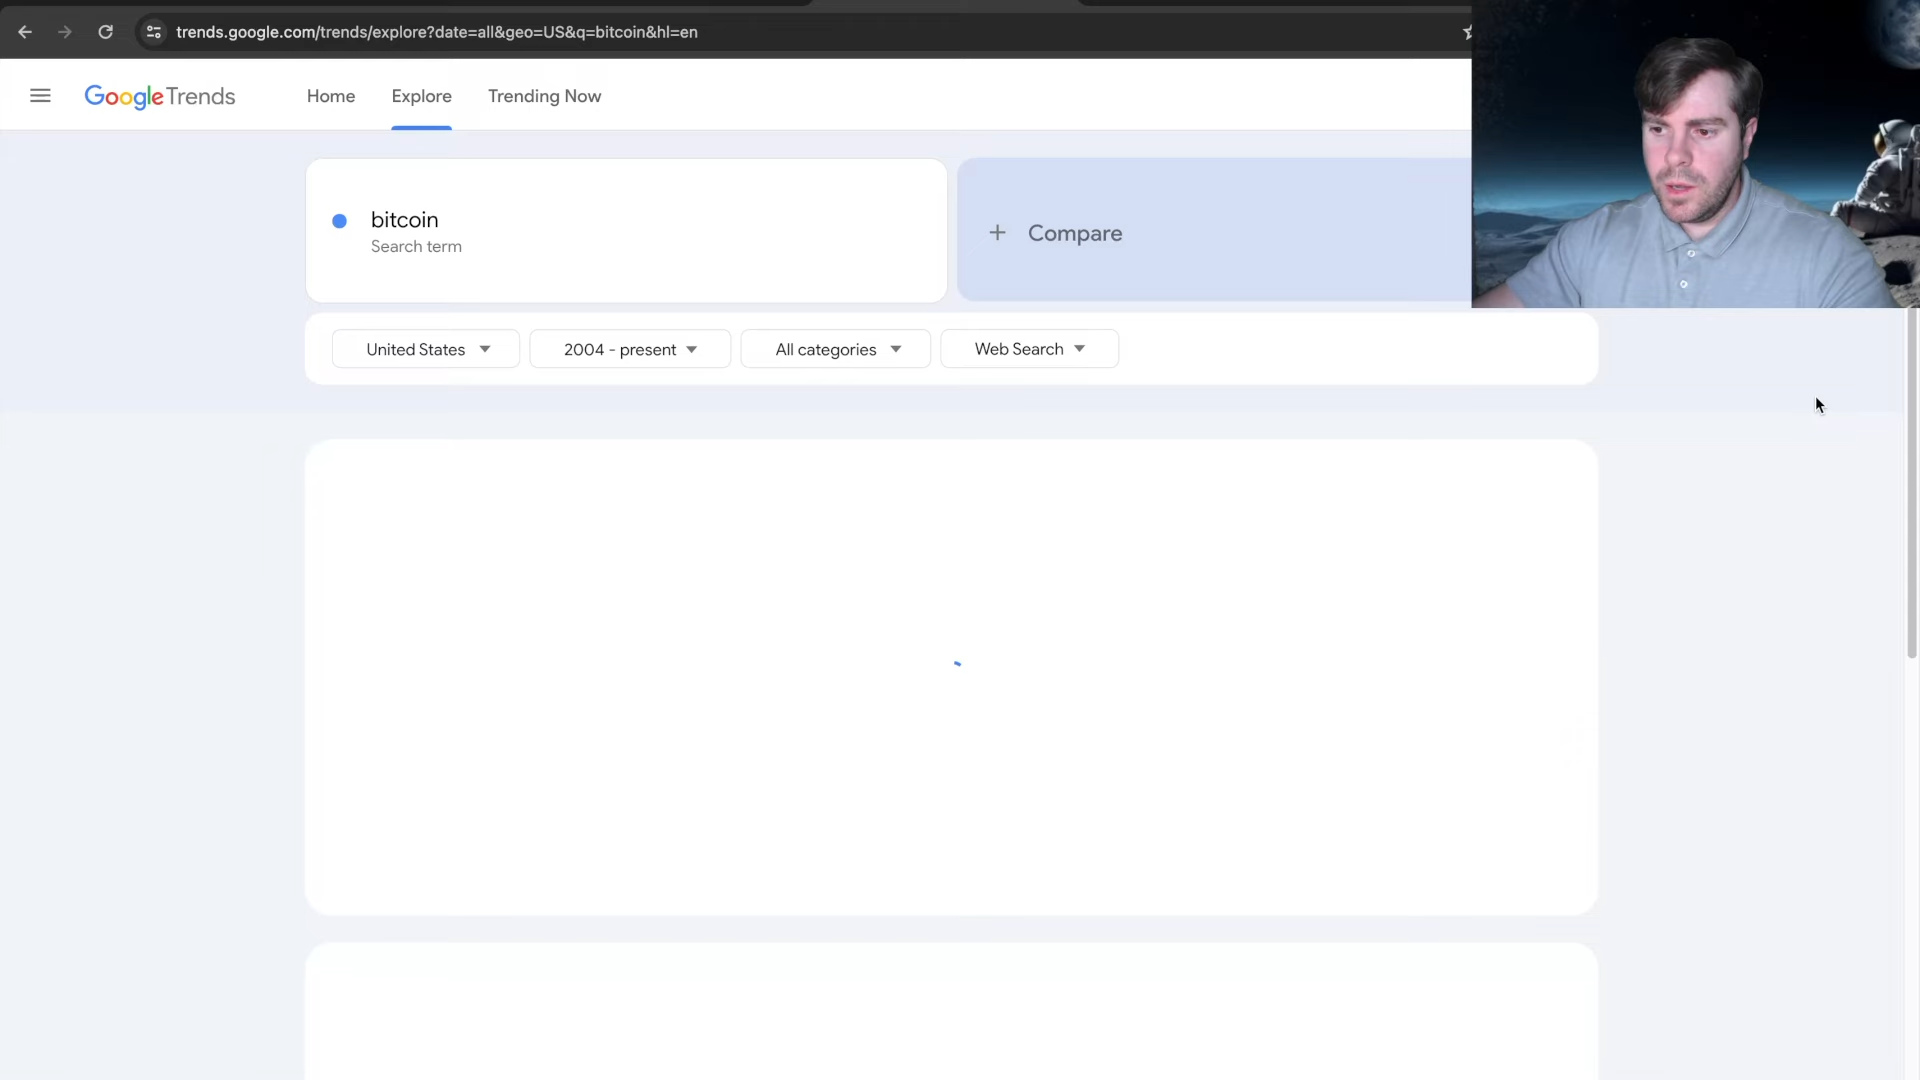 trends.google.com/trends/explore?date=all&geo=US&q=bitcoin&hl=en
Google Trends
Home
Explore
Trending Now
bitcoin
Search term
+ Compare
United States
2004 - present
All categories
Web Search